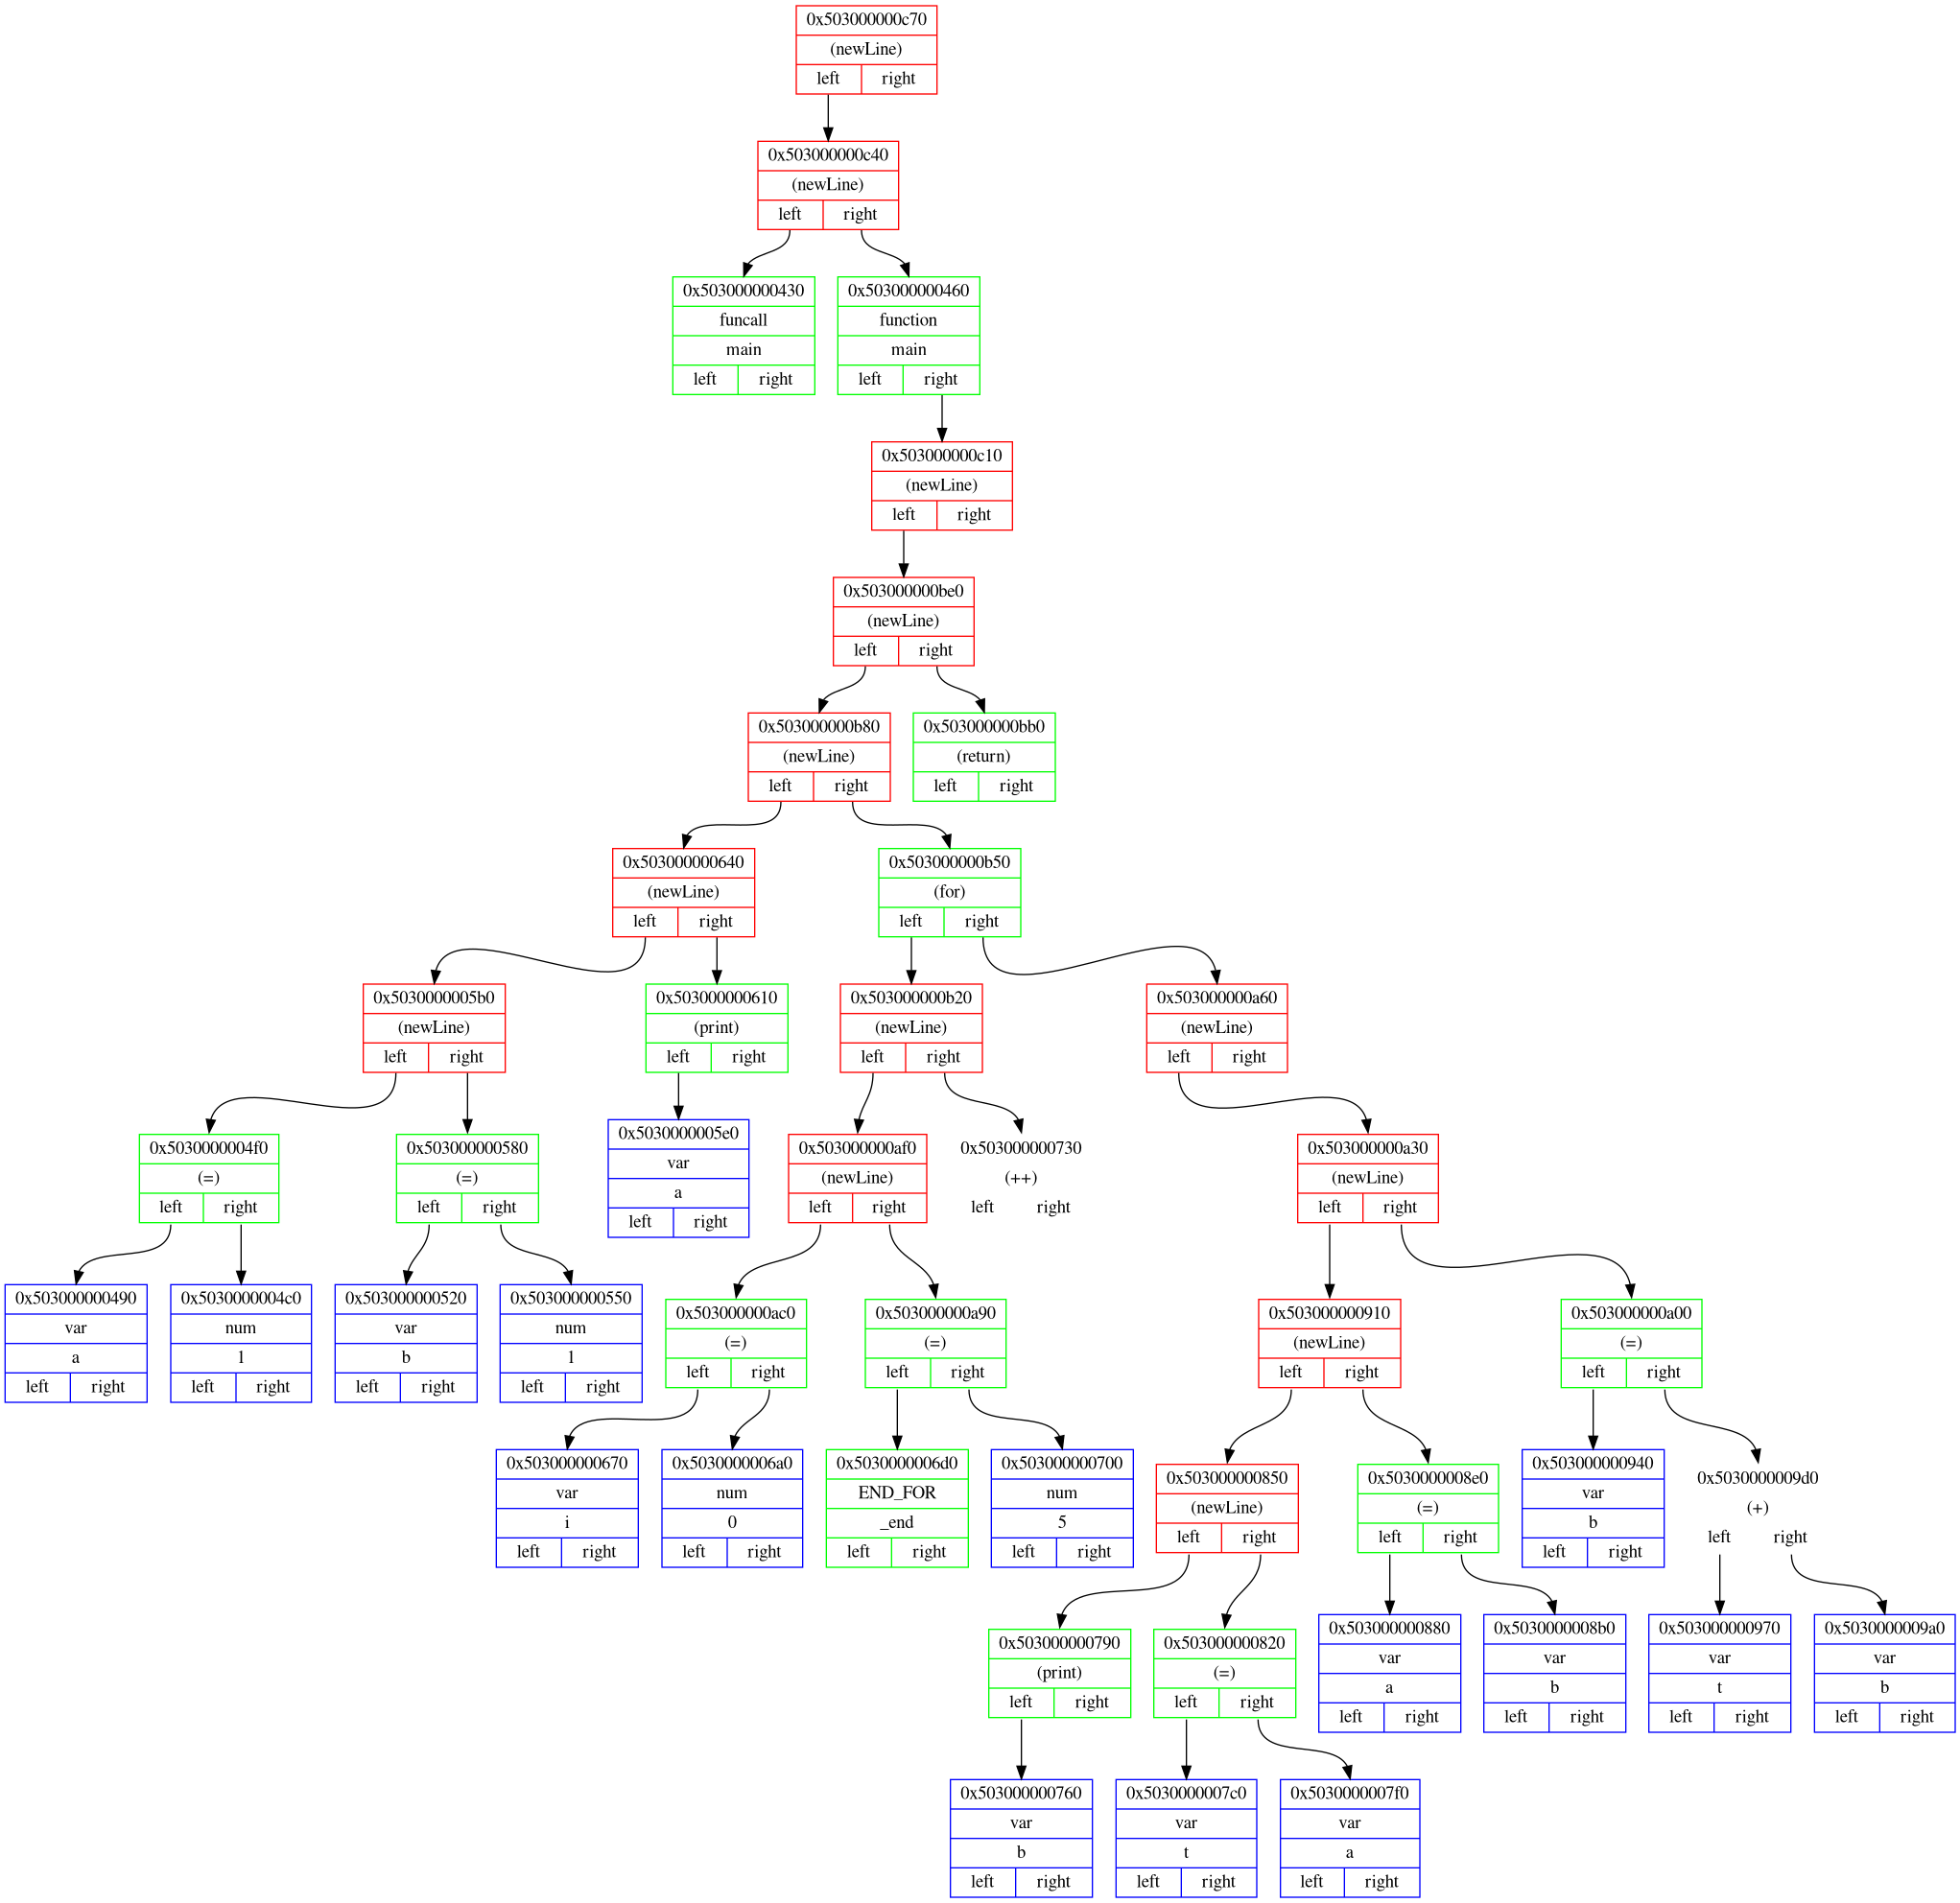 0x503000000c70
(newLine)
left right
0x503000000c40
(newLine)
left right
0x503000000430
funcall
main
left right
0x503000000460
function
main
left right
0x503000000c10
(newLine)
left right
0x503000000be0
(newLine)
left right
0x503000000b80
(newLine)
left right
0x503000000bb0
(return)
left right
0x503000000640
(newLine)
left right
0x503000000b50
(for)
left right
0x5030000005b0
(newLine)
left right
0x503000000610
(print)
left right
0x503000000b20
(newLine)
left right
0x503000000a60
(newLine)
left right
0x5030000004f0
(=)
left right
0x503000000580
(=)
left right
0x5030000005e0
var
a
left right
0x503000000af0
(newLine)
left right
0x503000000730
(++)
left right
0x503000000a30
(newLine)
left right
0x503000000490
var
a
left right
0x5030000004c0
num
1
left right
0x503000000520
var
b
left right
0x503000000550
num
1
left right
0x503000000ac0
(=)
left right
0x503000000a90
(=)
left right
0x503000000910
(newLine)
left right
0x503000000a00
(=)
left right
0x503000000670
var
i
left right
0x5030000006a0
num
0
left right
0x5030000006d0
END_FOR
_end
left right
0x503000000700
num
5
left right
0x503000000850
(newLine)
left right
0x5030000008e0
(=)
left right
0x503000000940
var
b
left right
0x5030000009d0
(+)
left right
0x503000000790
(print)
left right
0x503000000820
(=)
left right
0x503000000880
var
a
left right
0x5030000008b0
var
b
left right
0x503000000970
var
t
left right
0x5030000009a0
var
b
left right
0x503000000760
var
b
left right
0x5030000007c0
var
t
left right
0x5030000007f0
var
a
left right